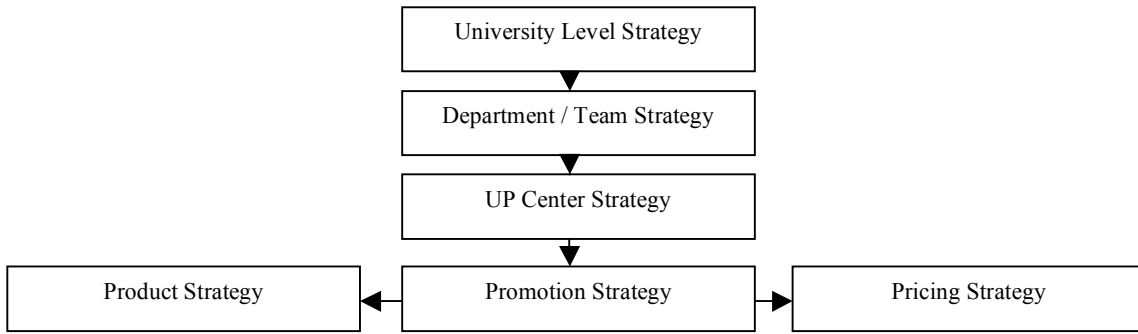 University Level Strategy
Department / Team Strategy
UP Center Strategy
Product Strategy
Promotion Strategy
Pricing Strategy